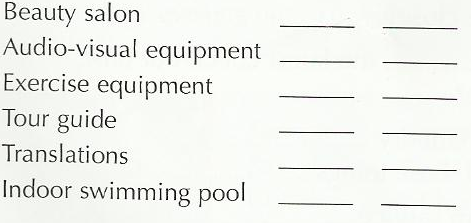 Beauty salon
Audio-visual equipment
Exercise equipment
Tour guide
Translations
Indoor swimming pool